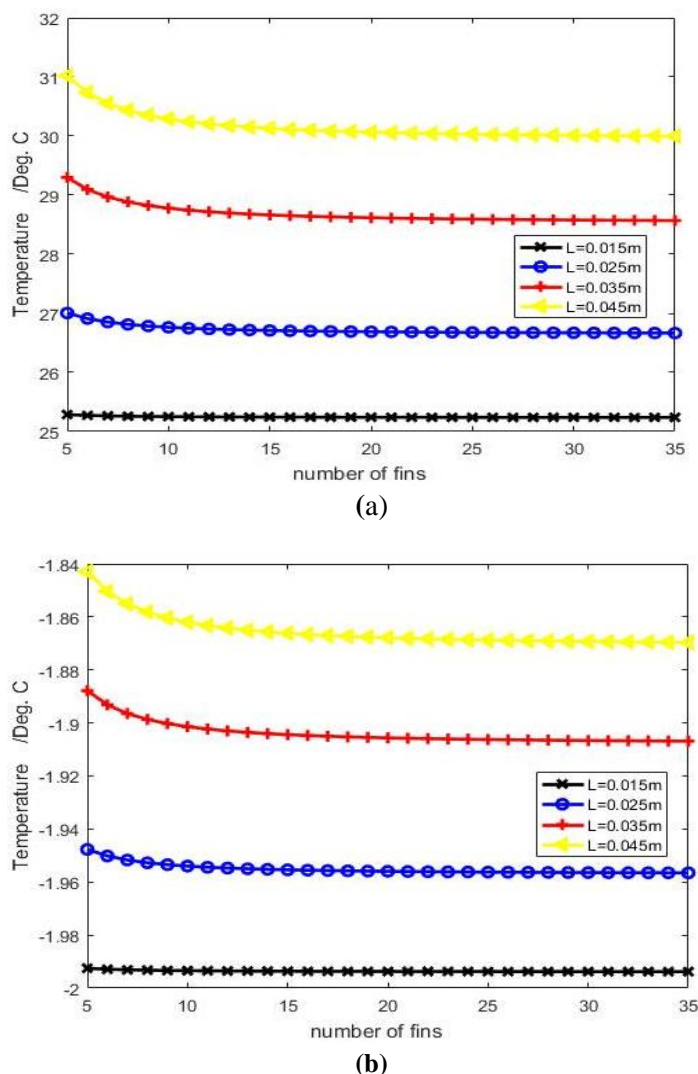 32
31
30
29
28
27
26
25
Temperature /Deg. C
L=0.015m
L=0.025m
L=0.035m
L=0.045m
5 10 15 20 25 30 35
number of fins
(a)
-1.84
-1.86
-1.88
-1.9
-1.92
-1.94
-1.96
-1.98
-2
Temperature /Deg. C
L=0.015m
L=0.025m
L=0.035m
L=0.045m
5 10 15 20 25 30 35
number of fins
(b)